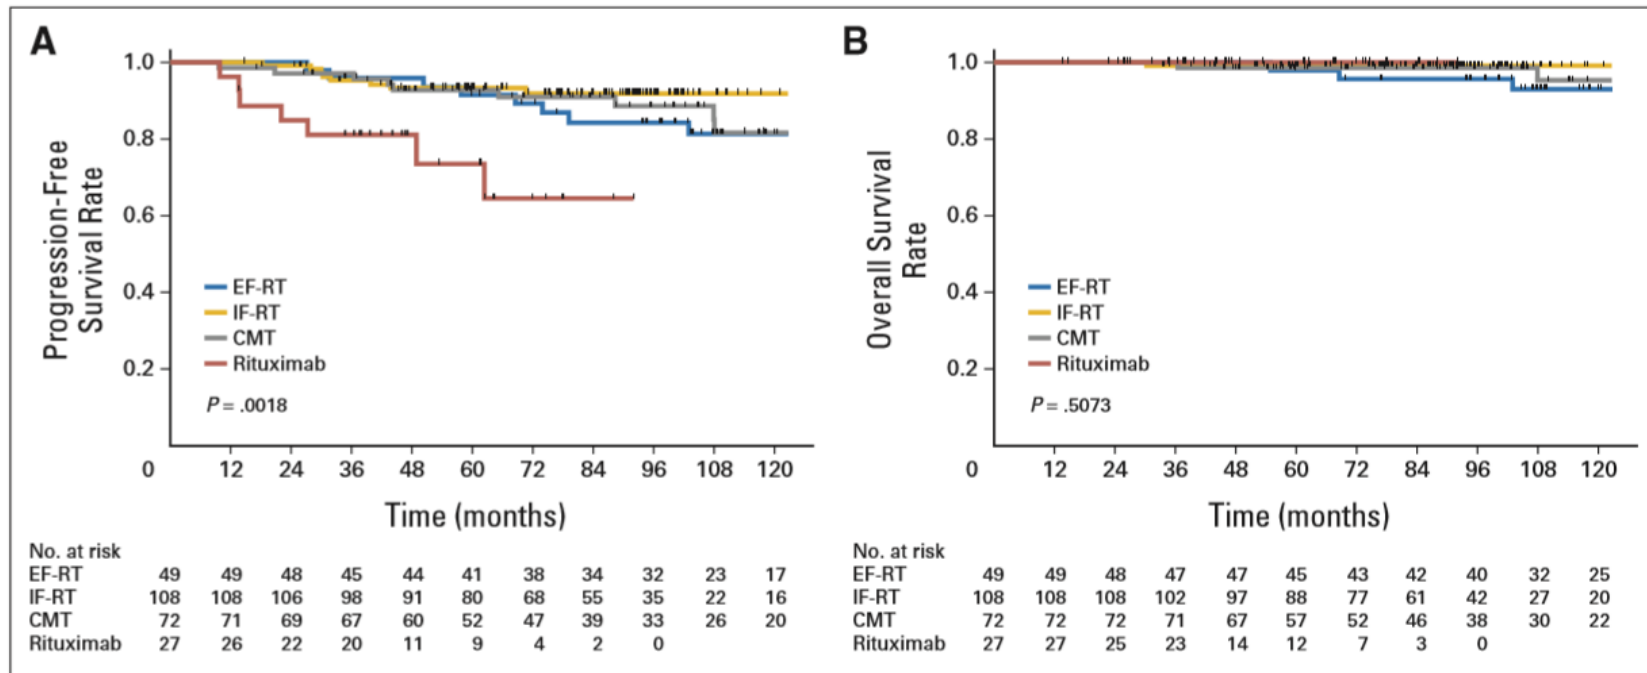 A
1.0
0.8
0.6
0.4
0.2
Progression-Free
Survival Rate
EF-RT
IF-RT
CMT
Rituximab
P = .0018
0 12 24 36 48 60 72 84 96 108 120
Time (months)
No. at risk
EF-RT 49 49 48 45 44 41 38 34 32 23 17
IF-RT 108 108 106 98 91 80 68 55 35 22 16
CMT 72 71 69 67 60 52 47 39 33 26 20
Rituximab 27 26 22 20 11 9 4 2 0
B
1.0
0.8
0.6
0.4
0.2
Overall Survival
Rate
EF-RT
IF-RT
CMT
Rituximab
P = .5073
0 12 24 36 48 60 72 84 96 108 120
Time (months)
No. at risk
EF-RT 49 49 48 47 47 45 43 42 40 32 25
IF-RT 108 108 108 102 97 88 77 61 42 27 20
CMT 72 72 72 71 67 57 52 46 38 30 22
Rituximab 27 27 25 23 14 12 7 3 0